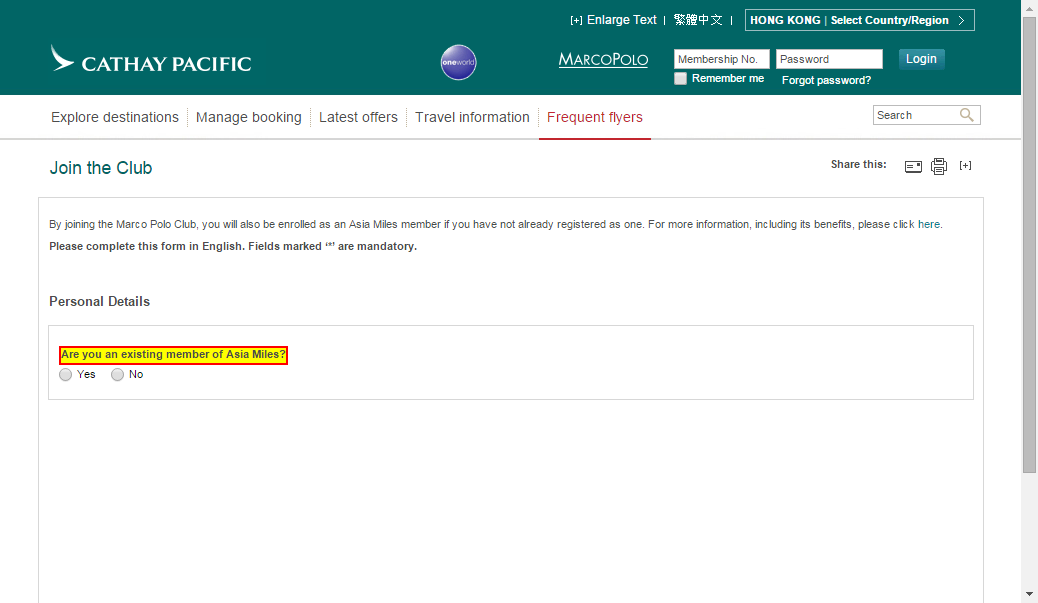 [+] Enlarge Text | 繁體中文 |
HONG KONG | Select Country/Region
CATHAY PACIFIC
oneworld
MARCOPOLO
Membership No.
Password
Login
Remember me
Forgot password?
Explore destinations
Manage booking
Latest offers
Travel information
Frequent flyers
Search
Join the Club
Share this:
[+]
By joining the Marco Polo Club, you will also be enrolled as an Asia Miles member if you have not already registered as one. For more information, including its benefits, please click here.
Please complete this form in English. Fields marked ‘*’ are mandatory.
Personal Details
Are you an existing member of Asia Miles?
Yes
No